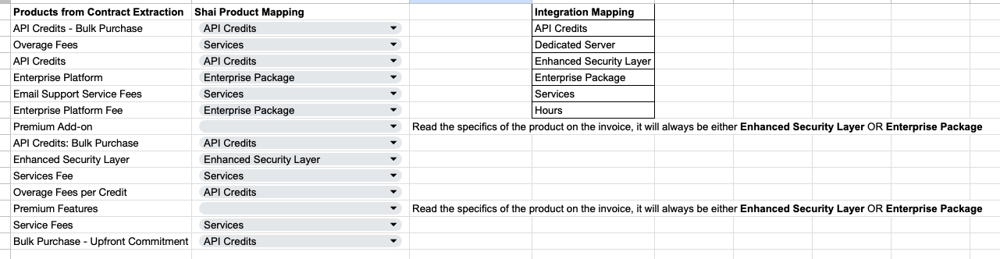 Products from Contract Extraction Shai Product Mapping Integration Mapping
API Credits - Bulk Purchase API Credits API Credits
Overage Fees Services Dedicated Server
API Credits API Credits Enhanced Security Layer
Enterprise Platform Enterprise Package Enterprise Package
Email Support Service Fees Services Services
Enterprise Platform Fee Enterprise Package Hours
Premium Add-on Read the specifics of the product on the invoice, it will always be either Enhanced Security Layer OR Enterprise Package
API Credits: Bulk Purchase API Credits
Enhanced Security Layer Enhanced Security Layer
Services Fee Services
Overage Fees per Credit API Credits
Premium Features Read the specifics of the product on the invoice, it will always be either Enhanced Security Layer OR Enterprise Package
Service Fees Services
Bulk Purchase - Upfront Commitment API Credits